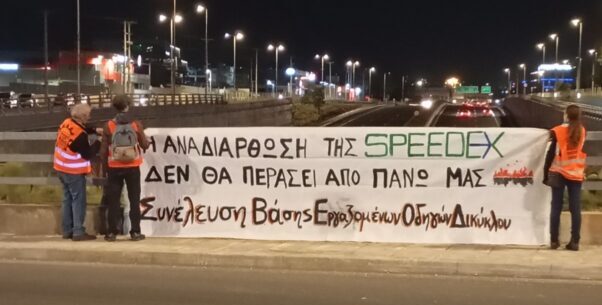 Η ΑΝΑΔΙΑΡΘΩΣΗ ΤΗΣ SPEEDEX
ΔΕΝ ΘΑ ΠΕΡΑΣΕΙ ΑΠΟ ΠΑΝΩ ΜΑΣ
Συνέλευση Βάσης Εργαζομένων Οδηγών Δικύκλου